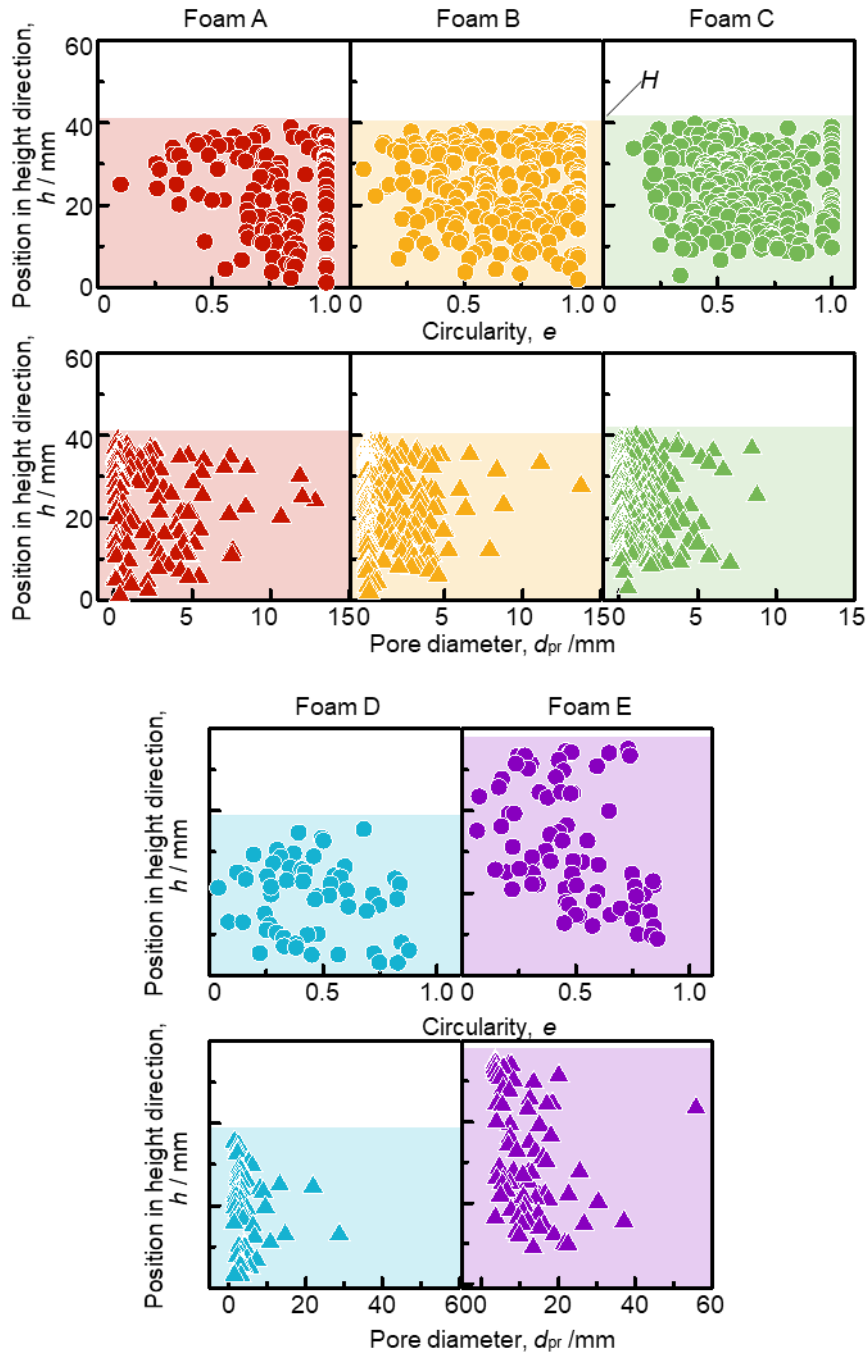 Foam A Foam B Foam C
Position in height direction,
h / mm
60
40
20
0
H
0 0.5 1.0 0 0.5 1.0 0 0.5 1.0
Circularity, e
Position in height direction,
h / mm
60
40
20
0
0 5 10 15 0 5 10 15 0 5 10 15
Pore diameter, dpr /mm
Foam D Foam E
Position in height direction,
h / mm
0 0.5 1.0 0 0.5 1.0
Circularity, e
Position in height direction,
h / mm
0 20 40 60 0 20 40 60
Pore diameter, dpr /mm